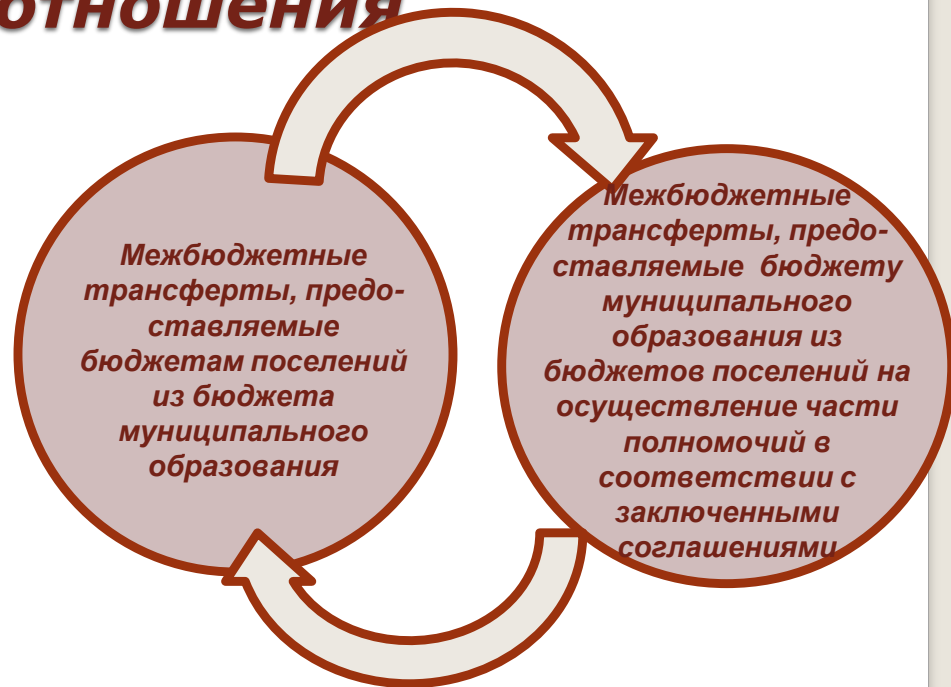 отношения
Межбюджетные
трансферты, предо-
ставляемые
бюджетам поселений
из бюджета
муниципального
образования
Межбюджетные
трансферты, предо-
ставляемые бюджету
муниципального
образования из
бюджетов поселений на
осуществление части
полномочий в
соответствии с
заключенными
соглашениями